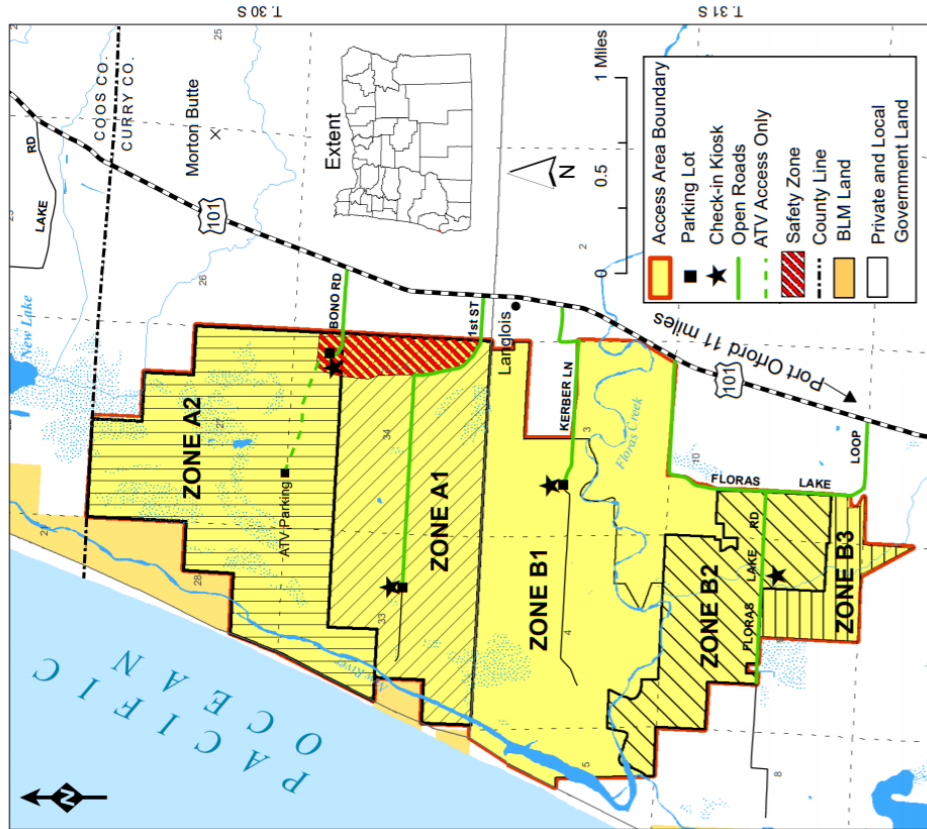 T. 30 S
T. 31 S
COOS CO.
CURRY CO.
25
LAKE
RD
Morton Butte
101
Extent
N
0
0.5
1 Miles
New Lake
26
BONO RD
1st ST
Langlois
2
ZONE A2
27
ATV Parking
34
ZONE A1
28
33
New River
PACIFIC
OCEAN
N
KERBER LN
3
Floras Creek
ZONE B1
4
5
10
FLORAS
LAKE
LOOP
101
Port Orford 11 miles
ZONE B2
FLORAS LAKE RD
ZONE B3
8
Access Area Boundary
Parking Lot
Check-in Kiosk
Open Roads
ATV Access Only
Safety Zone
County Line
BLM Land
Private and Local
Government Land